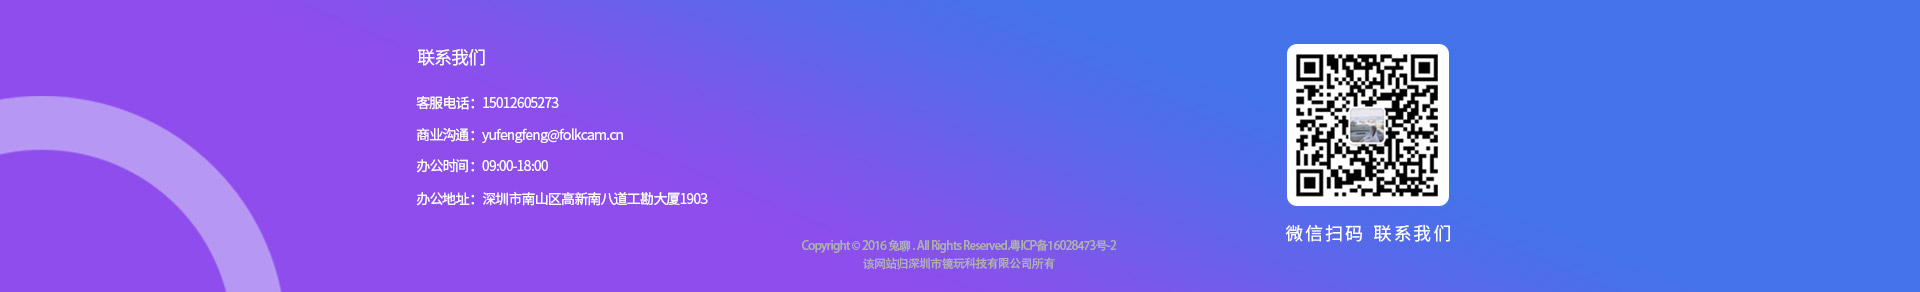 联系我们
客服电话：15012605273
商业沟通：yufengfeng@folkcam.cn
办公时间：09:00-18:00
办公地址：深圳市南山区高新南八道工勘大厦1903
微信扫码 联系我们
Copyright © 2016 兔聊 . All Rights Reserved.粤ICP备16028473号-2
该网站归深圳市镜玩科技有限公司所有